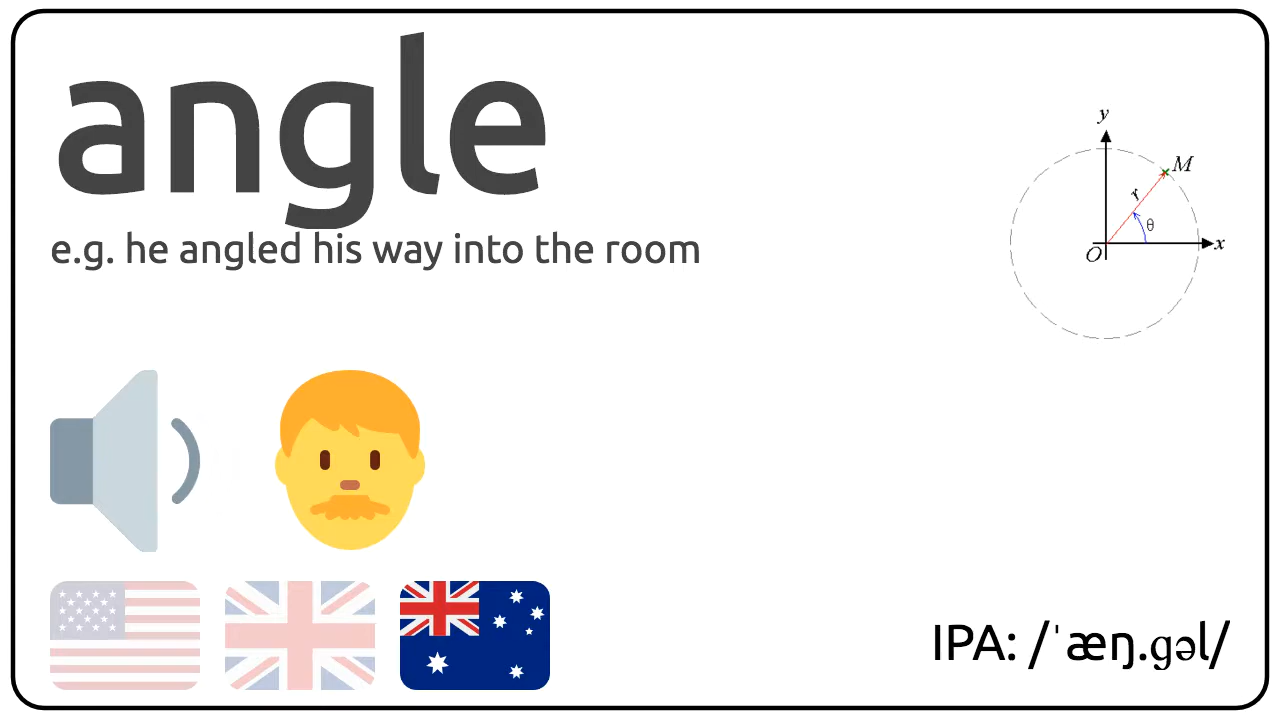 angle
e.g. he angled his way into the room
y
M
r
θ
O
x
IPA: /ˈæŋ.ɡəl/